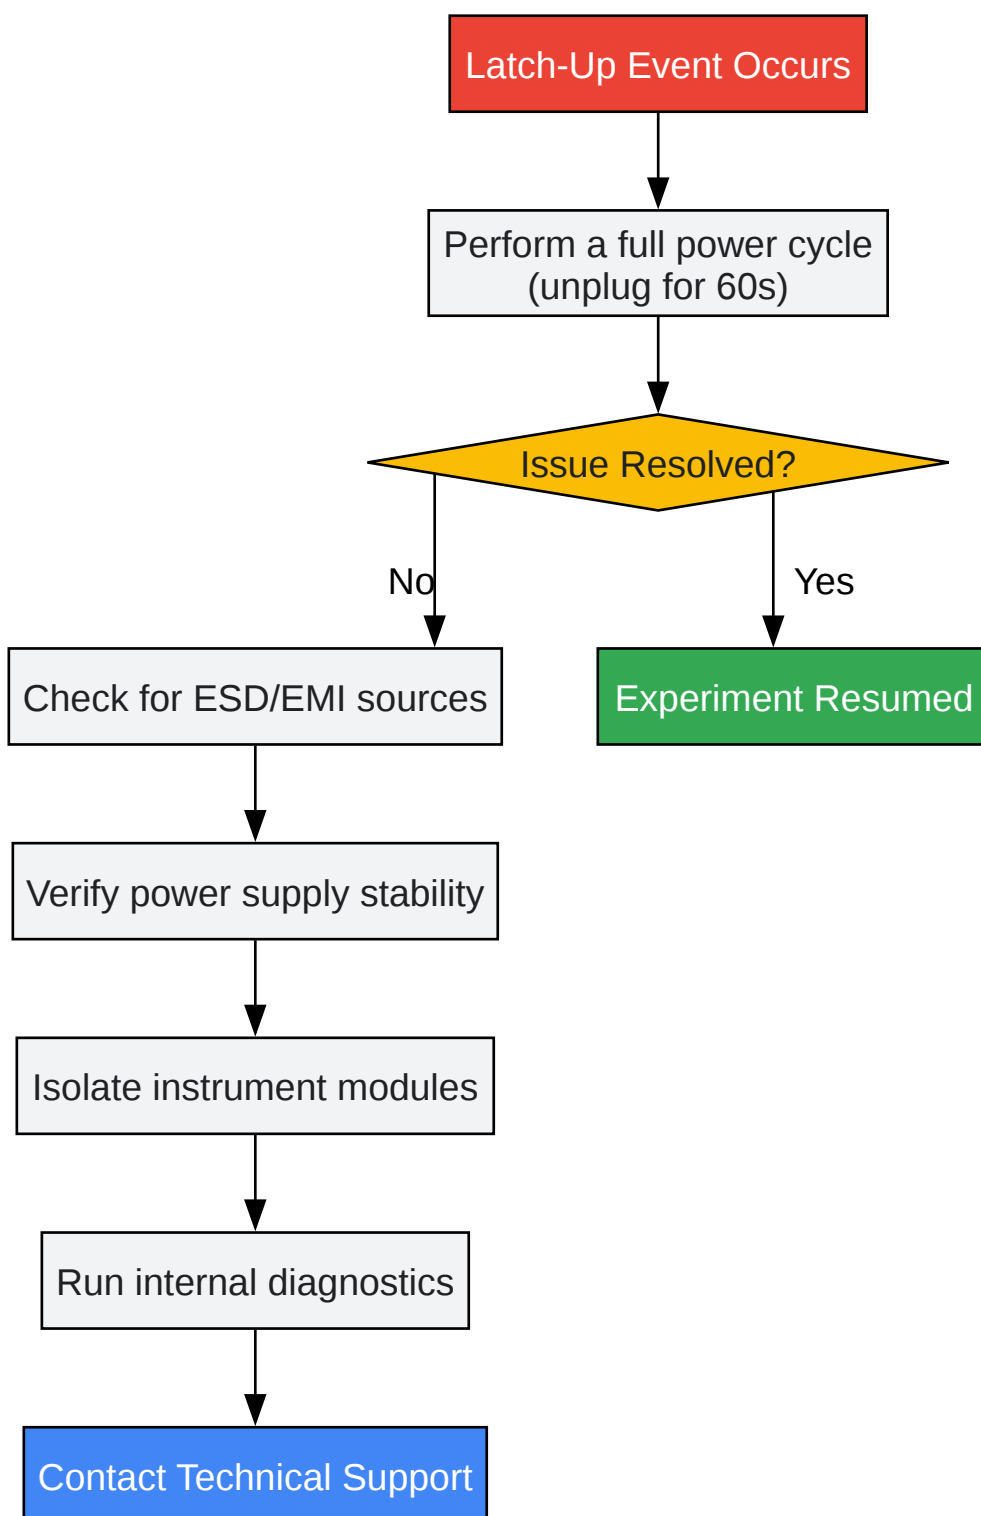 Latch-Up Event Occurs
Perform a full power cycle
(unplug for 60s)
Issue Resolved?
No
Yes
Check for ESD/EMI sources
Experiment Resumed
Verify power supply stability
Isolate instrument modules
Run internal diagnostics
Contact Technical Support